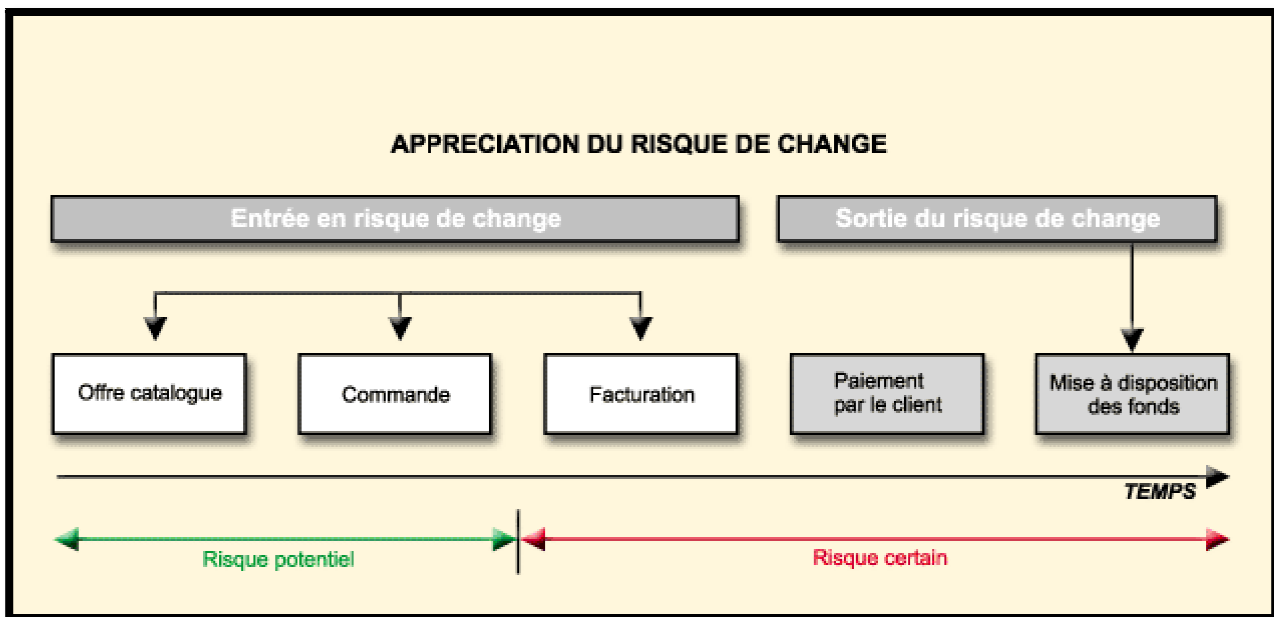 APPRECIATION DU RISQUE DE CHANGE
Entrée en risque de change
Sortie du risque de change
Offre catalogue
Commande
Facturation
Paiement
par le client
Mise à disposition
des fonds
TEMPS
Risque potentiel
Risque certain